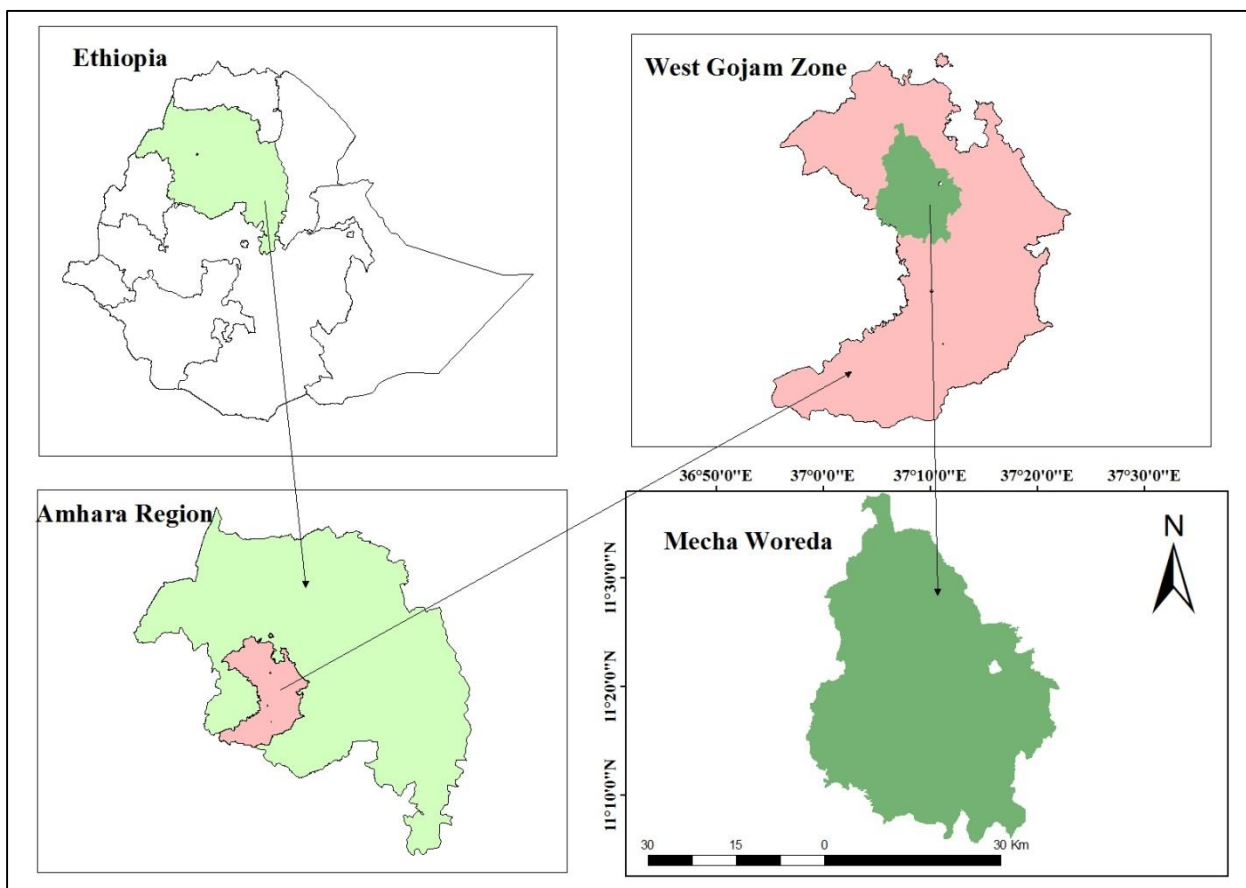 Ethiopia
West Gojam Zone
Amhara Region
36°50'0"E 37°0'0"E 37°10'0"E 37°20'0"E 37°30'0"E
Mecha Woreda
N
11°30'0"N
11°20'0"N
11°10'0"N
30 15 0 30 Km